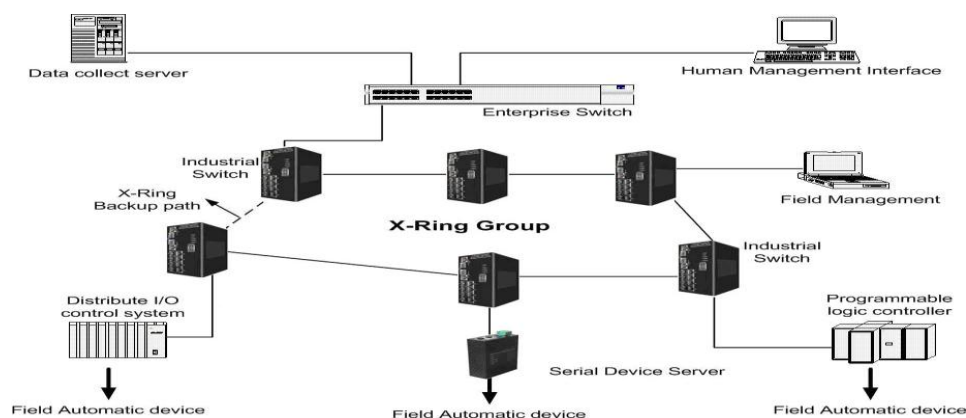 Data collect server
Human Management Interface
Enterprise Switch
Industrial
Switch
X-Ring
Backup path
Field Management
X-Ring Group
Industrial
Switch
Distribute I/O
control system
Programmable
logic controller
Serial Device Server
Field Automatic device
Field Automatic device
Field Automatic device